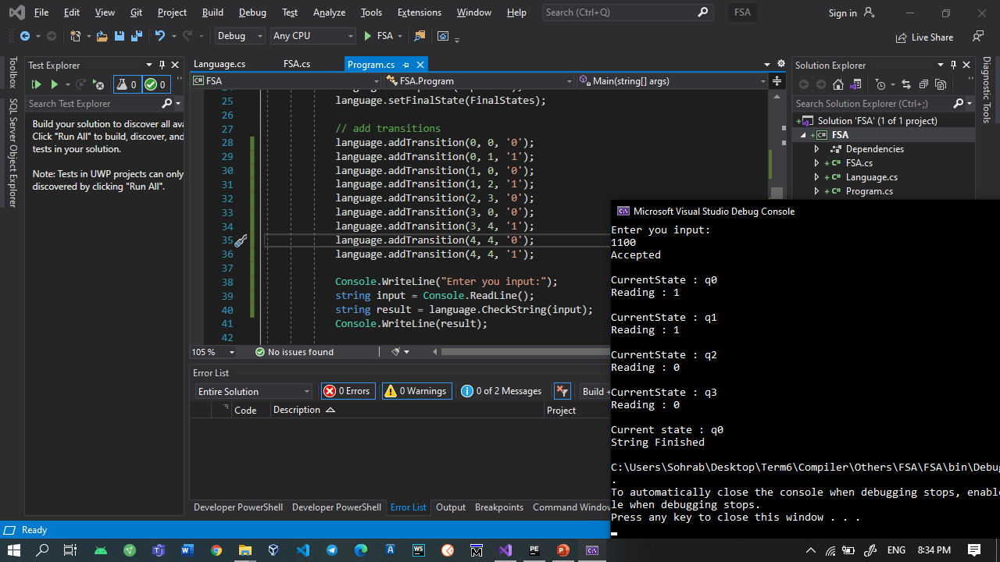 File Edit View Git Project Build Debug Test Analyze Tools Extensions Window Help Search (Ctrl+Q) FSA Sign in
Debug Any CPU FSA Live Share
Toolbox
SQL Server Object Explorer
Test Explorer
0 0
Search Test Explorer
Build your solution to discover all ava
Click "Run All" to build, discover, and
tests in your solution.
Note: Tests in UWP projects can only
discovered by clicking "Run All".
Language.cs FSA.cs Program.cs
FSA FSA.Program Main(string[] args)
25 language.setFinalState(FinalStates);
26
27 // add transitions
28 language.addTransition(0, 0, '0');
29 language.addTransition(0, 1, '1');
30 language.addTransition(1, 0, '0');
31 language.addTransition(1, 2, '1');
32 language.addTransition(2, 3, '0');
33 language.addTransition(3, 0, '0');
34 language.addTransition(3, 4, '1');
35 language.addTransition(4, 4, '0');
36 language.addTransition(4, 4, '1');
37
38 Console.WriteLine("Enter you input:");
39 string input = Console.ReadLine();
40 string result = language.CheckString(input);
41 Console.WriteLine(result);
42
105 % No issues found
Error List
Entire Solution 0 Errors 0 Warnings 0 of 2 Messages Build +
Code Description Project
Developer PowerShell Developer PowerShell Error List Output Breakpoints Command Window
Ready
Solution Explorer
Search Solution Explorer (Ctrl+;)
Solution 'FSA' (1 of 1 project)
FSA
Dependencies
FSA.cs
Language.cs
Program.cs
Diagnostic Tools
Microsoft Visual Studio Debug Console
Enter you input:
1100
Accepted
CurrentState : q0
Reading : 1
CurrentState : q1
Reading : 1
CurrentState : q2
Reading : 0
CurrentState : q3
Reading : 0
Current state : q0
String Finished
C:\Users\Sohrab\Desktop\Term6\Compiler\Others\FSA\FSA\bin\Debug
.
To automatically close the console when debugging stops, enabl
le when debugging stops.
Press any key to close this window . . .
ENG 8:34 PM